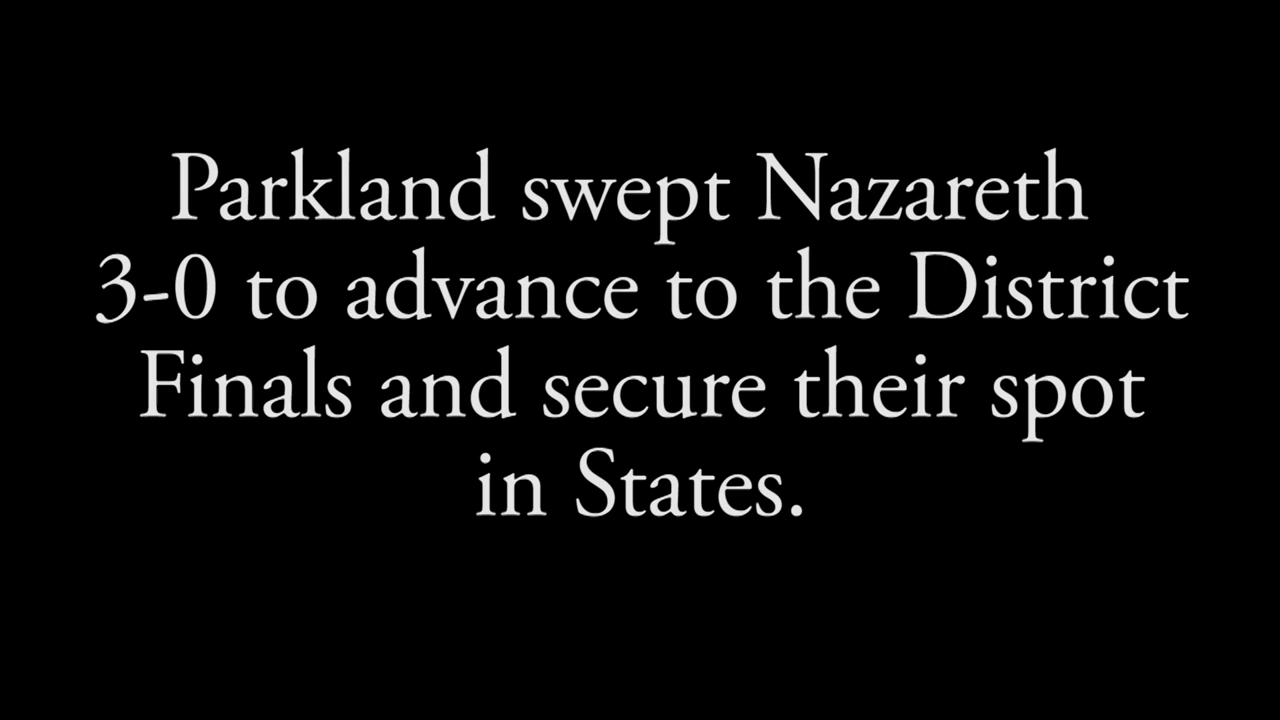 Parkland swept Nazareth
3-0 to advance to the District
Finals and secure their spot
in States.